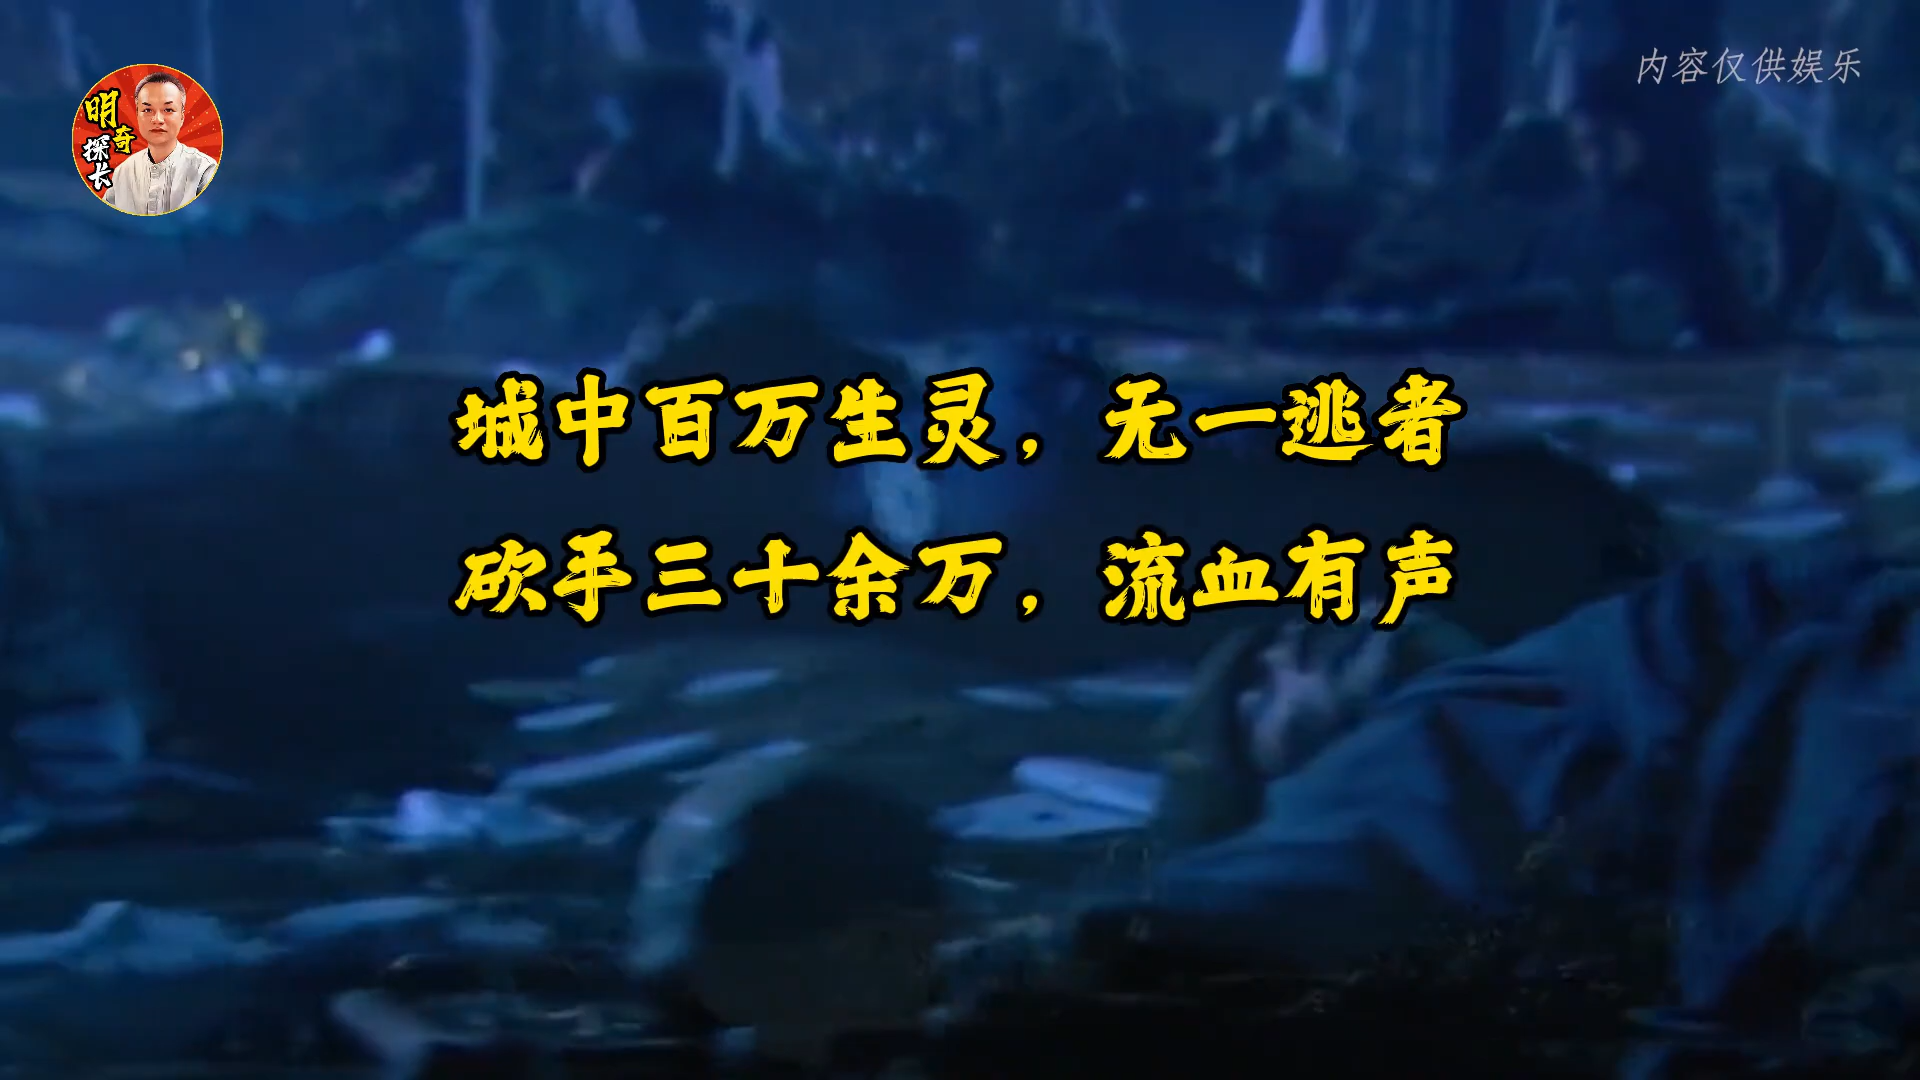 明奇
探长
内容仅供娱乐
城中百万生灵，无一逃者
砍手三十余万，流血有声